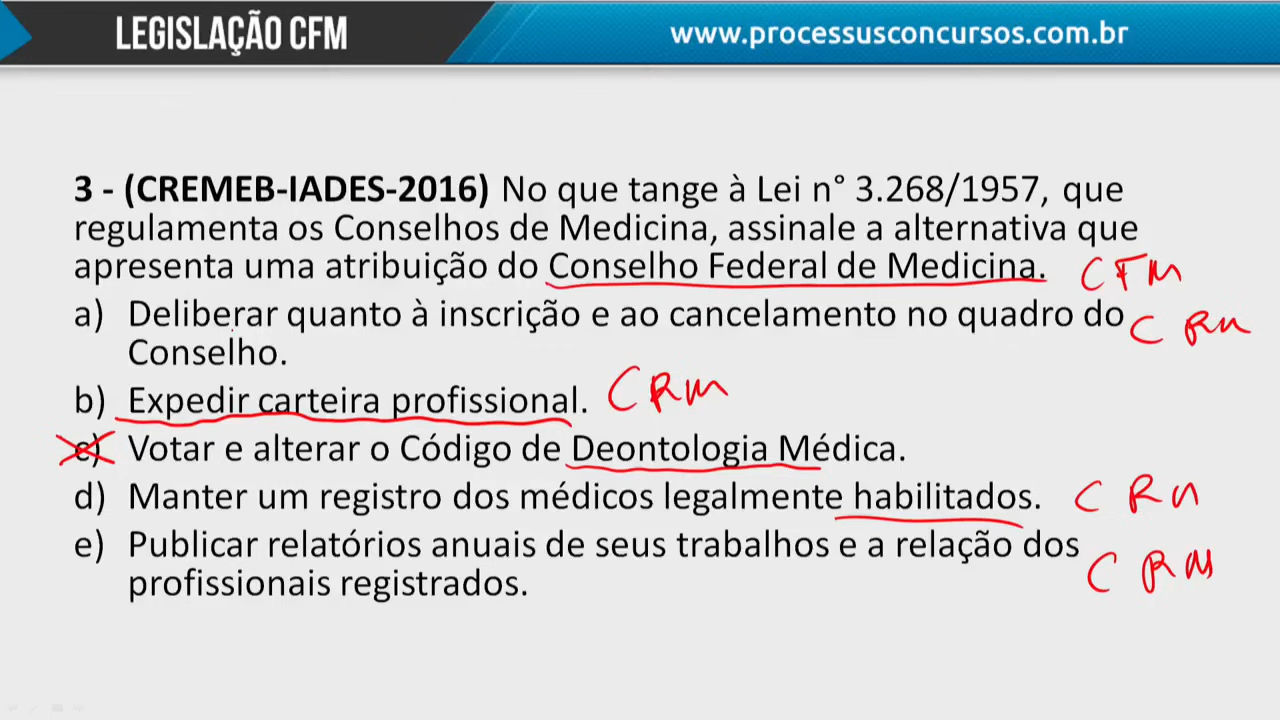 LEGISLAÇÃO CFM
www.processusconcursos.com.br
3 - (CREMEB-IADES-2016) No que tange à Lei n° 3.268/1957, que
regulamenta os Conselhos de Medicina, assinale a alternativa que
apresenta uma atribuição do Conselho Federal de Medicina. CFM
a) Deliberar quanto à inscrição e ao cancelamento no quadro do CRM
Conselho.
b) Expedir carteira profissional. CRM
c) Votar e alterar o Código de Deontologia Médica.
d) Manter um registro dos médicos legalmente habilitados. CRM
e) Publicar relatórios anuais de seus trabalhos e a relação dos CRM
profissionais registrados.